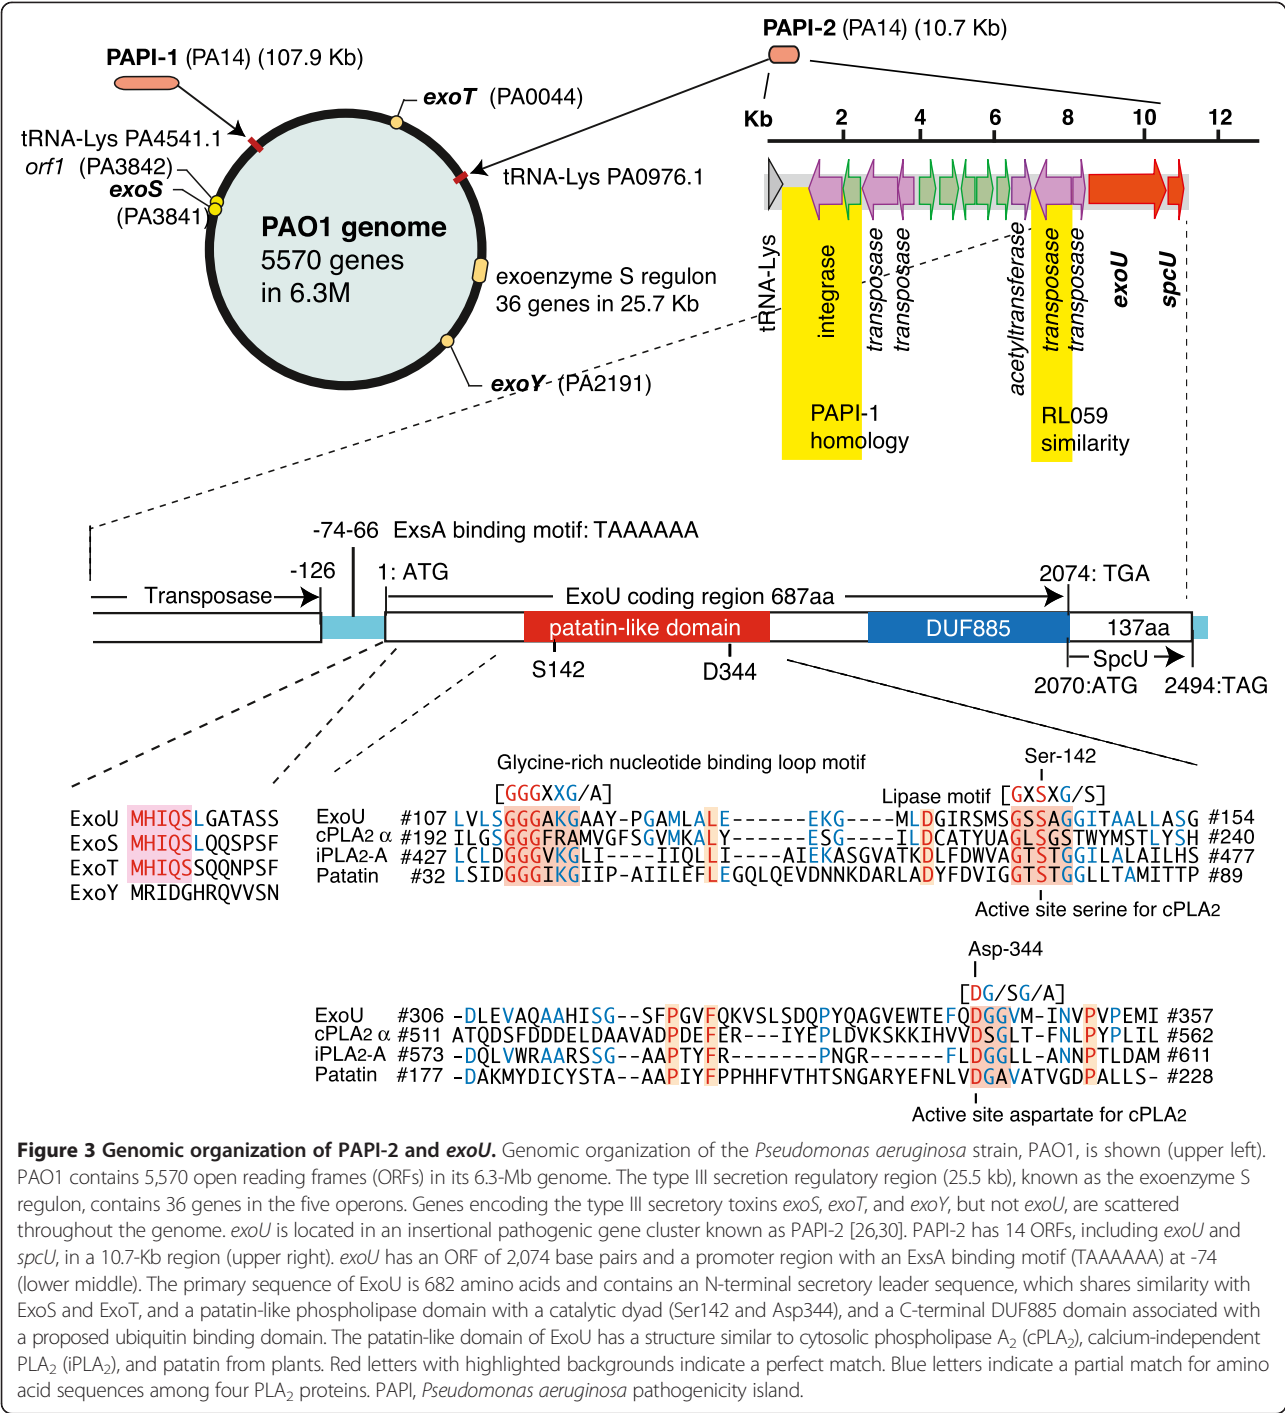 PAPI-1 (PA14) (107.9 Kb)
PAPI-2 (PA14) (10.7 Kb)
exoT (PA0044)
tRNA-Lys PA4541.1
orf1 (PA3842)
exoS
(PA3841)
tRNA-Lys PA0976.1
PAO1 genome
5570 genes
in 6.3M
exoenzyme S regulon
36 genes in 25.7 Kb
exoY (PA2191)
Kb 2 4 6 8 10 12
tRNA-Lys
integrase
transposase
transposase
acetyltransferase
transposase
transposase
exoU
spcU
PAPI-1
homology
RL059
similarity
-74-66 ExsA binding motif: TAAAAAA
-126 1: ATG 2074: TGA
Transposase ExoU coding region 687aa
patatin-like domain DUF885 137aa
S142 D344 SpcU
2070:ATG 2494:TAG
Ser-142
Glycine-rich nucleotide binding loop motif
[GGGXXG/A] Lipase motif [GXSXG/S]
ExoU MHIQSLGATASS
ExoS MHIQSLQQSPSF
ExoT MHIQSSQQNPSF
ExoY MRIDGHRQVVSN
ExoU #107 LVLSGGGAKGAAY-PGAMLALE------EKG----MLDGIRSMSGSSAGGITAALLASG #154
cPLA2 α #192 ILGSGGGFRAMVGFSGVMKALY------ESG----ILDCATYUAGLSGSTWYMSTLYSH #240
iPLA2-A #427 LCLDGGGVKGLI----IIQLLI----AIEKASGVATKDLFDWVAGTSTGGILALAILHS #477
Patatin #32 LSIDGGGIKGIIP-AIILEFLEGQLQEVDNNKDARLADYFDVIGGTSTGGLLTAMITTP #89
Active site serine for cPLA2
Asp-344
[DG/SG/A]
ExoU #306 -DLEVAQAAHISG--SFPGVFQKVSLSDQPYQAGVEWTEFQDGGVM-INVPVPEMI #357
cPLA2 α #511 ATQDSFDDDELDAAVADPDEFER---IYEPLDVKSKKIHVVDSGLT-FNLPYPLIL #562
iPLA2-A #573 -DQLVWRAARSSG--AAPTYFR-------PNGR------FLDGGLL-ANNPTLDAM #611
Patatin #177 -DAKMYDICYSTA--AAPIYFPPHHFVTHTSNGARYEFNLVDGAVATVGDPALLS- #228
Active site aspartate for cPLA2
Figure 3 Genomic organization of PAPI-2 and exoU. Genomic organization of the Pseudomonas aeruginosa strain, PAO1, is shown (upper left).
PAO1 contains 5,570 open reading frames (ORFs) in its 6.3-Mb genome. The type III secretion regulatory region (25.5 kb), known as the exoenzyme S
regulon, contains 36 genes in the five operons. Genes encoding the type III secretory toxins exoS, exoT, and exoY, but not exoU, are scattered
throughout the genome. exoU is located in an insertional pathogenic gene cluster known as PAPI-2 [26,30]. PAPI-2 has 14 ORFs, including exoU and
spcU, in a 10.7-Kb region (upper right). exoU has an ORF of 2,074 base pairs and a promoter region with an ExsA binding motif (TAAAAAA) at -74
(lower middle). The primary sequence of ExoU is 682 amino acids and contains an N-terminal secretory leader sequence, which shares similarity with
ExoS and ExoT, and a patatin-like phospholipase domain with a catalytic dyad (Ser142 and Asp344), and a C-terminal DUF885 domain associated with
a proposed ubiquitin binding domain. The patatin-like domain of ExoU has a structure similar to cytosolic phospholipase A2 (cPLA2), calcium-independent
PLA2 (iPLA2), and patatin from plants. Red letters with highlighted backgrounds indicate a perfect match. Blue letters indicate a partial match for amino
acid sequences among four PLA2 proteins. PAPI, Pseudomonas aeruginosa pathogenicity island.